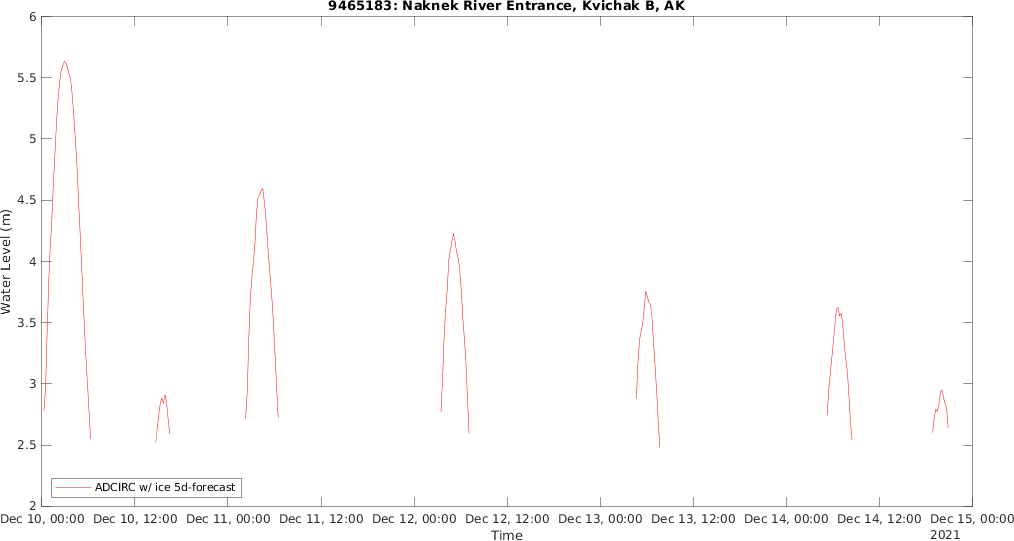 9465183: Naknek River Entrance, Kvichak B, AK
6
5.5
5
4.5
4
3.5
3
2.5
2
Water Level (m)
ADCIRC w/ ice 5d-forecast
Dec 10, 00:00 Dec 10, 12:00 Dec 11, 00:00 Dec 11, 12:00 Dec 12, 00:00 Dec 12, 12:00 Dec 13, 00:00 Dec 13, 12:00 Dec 14, 00:00 Dec 14, 12:00 Dec 15, 00:00
Time
2021